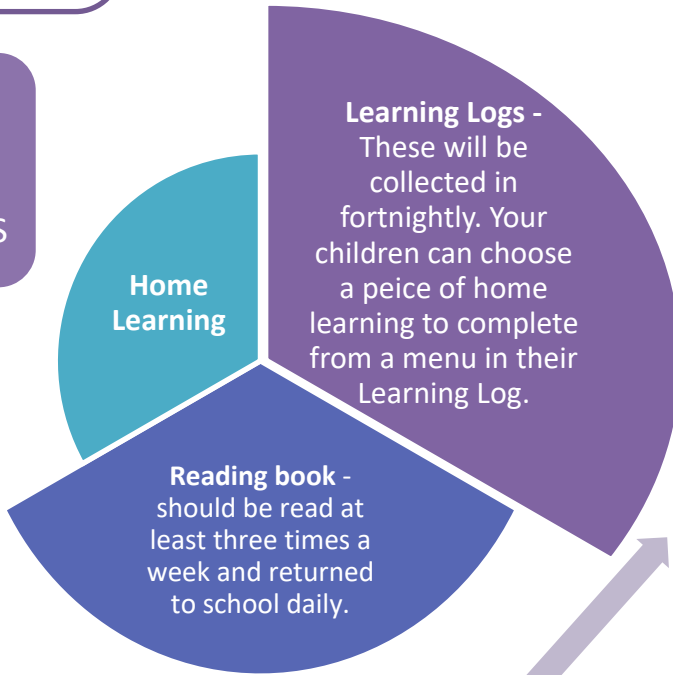 S
Home
Learning
Learning Logs -
These will be
collected in
fortnightly. Your
children can choose
a peice of home
learning to complete
from a menu in their
Learning Log.
Reading book -
should be read at
least three times a
week and returned
to school daily.